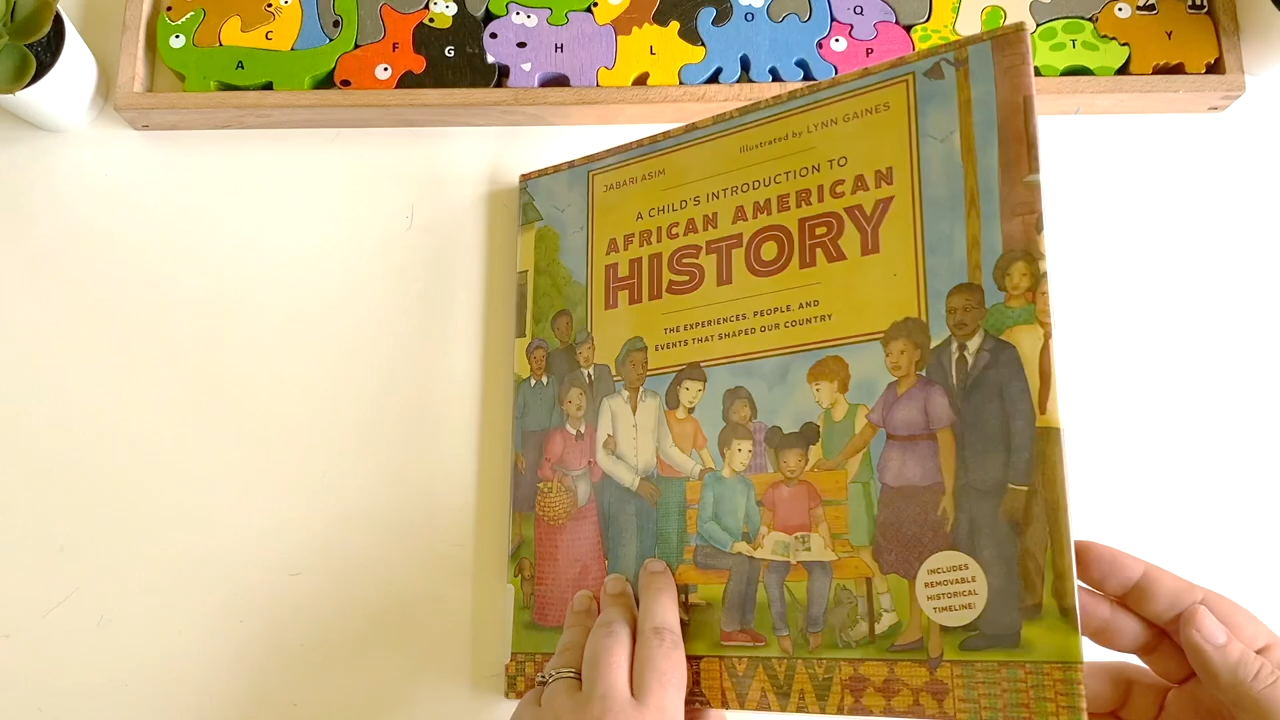 A C F G H L O Q P T Y
JABARI ASIM
Illustrated by LYNN GAINES
A CHILD'S INTRODUCTION TO
AFRICAN AMERICAN
HISTORY
THE EXPERIENCES, PEOPLE, AND
EVENTS THAT SHAPED OUR COUNTRY
INCLUDES
REMOVABLE
HISTORICAL
TIMELINE!